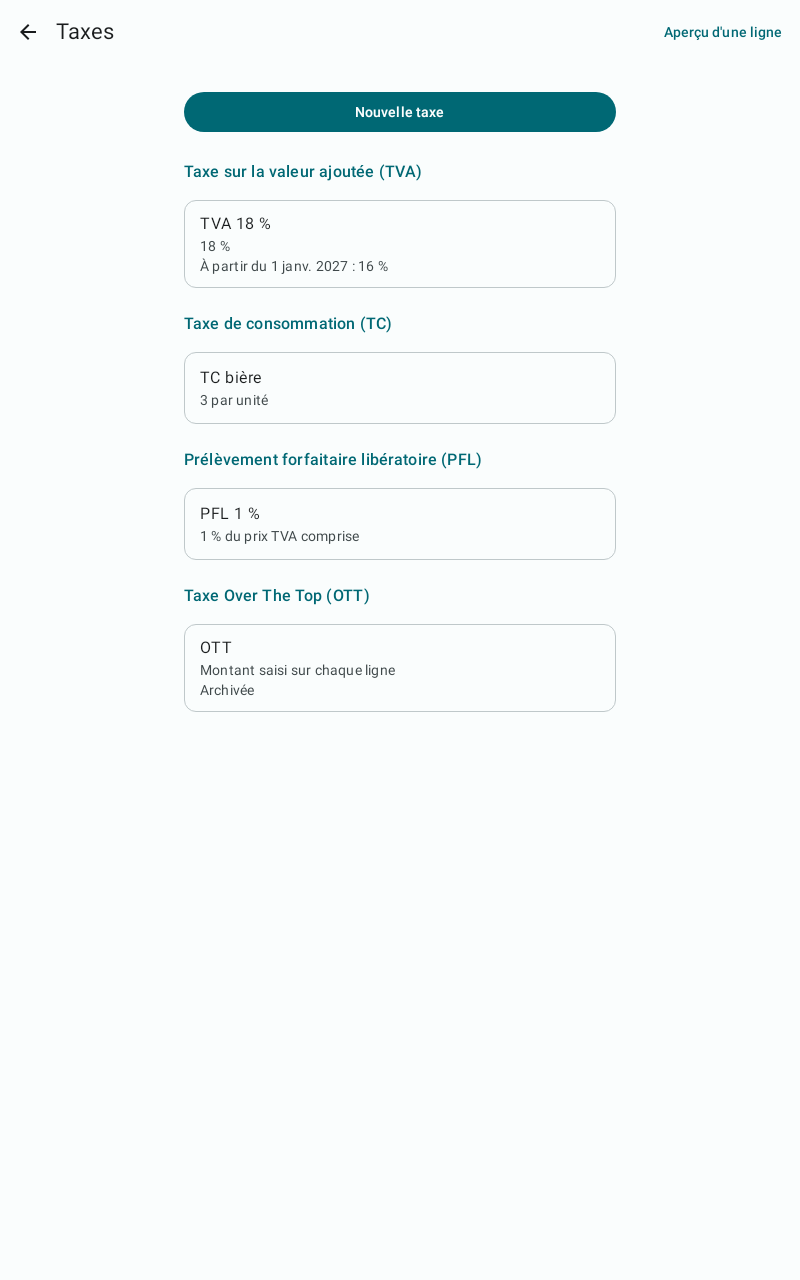 Taxes
Aperçu d'une ligne
Nouvelle taxe
Taxe sur la valeur ajoutée (TVA)
TVA 18 %
18 %
À partir du 1 janv. 2027 : 16 %
Taxe de consommation (TC)
TC bière
3 par unité
Prélèvement forfaitaire libératoire (PFL)
PFL 1 %
1 % du prix TVA comprise
Taxe Over The Top (OTT)
OTT
Montant saisi sur chaque ligne
Archivée